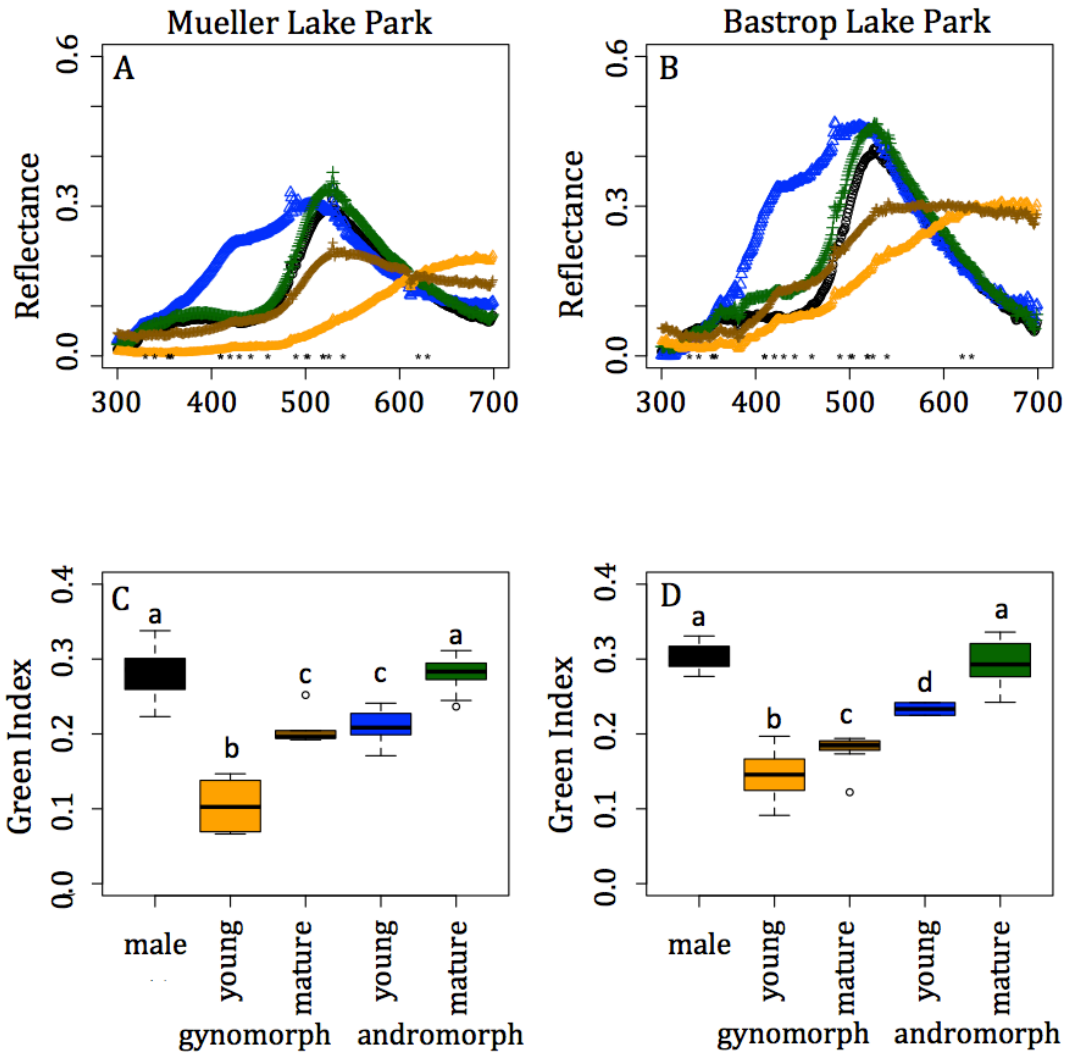 Mueller Lake Park
Bastrop Lake Park
A
Reflectance
0.0 0.3 0.6
300 400 500 600 700
* * * * * * * * * * * * * * * * *
B
Reflectance
0.0 0.3 0.6
300 400 500 600 700
* * * * * * * * * * * * * * * * *
C
Green Index
0.0 0.1 0.2 0.3 0.4
a b c c a
male young mature young mature
gynomorph andromorph
D
Green Index
0.0 0.1 0.2 0.3 0.4
a b c d a
male young mature young mature
gynomorph andromorph